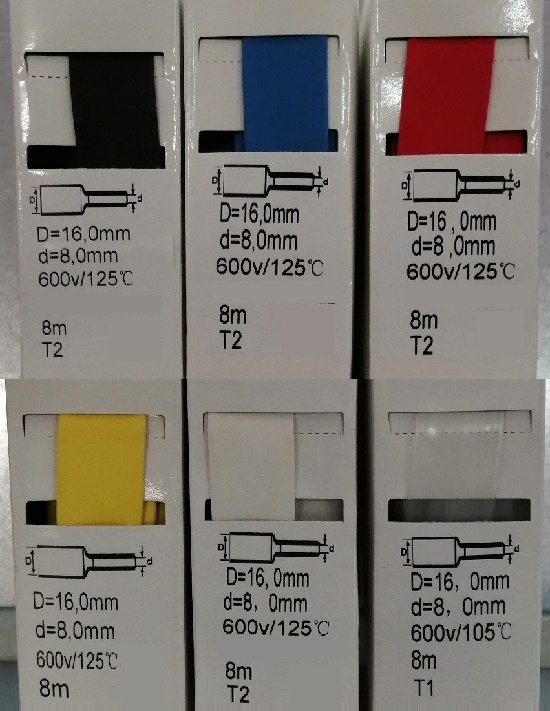 D d
D=16,0mm
d=8,0mm
600v/125℃
8m
T2
D d
D=16,0mm
d=8,0mm
600v/125℃
8m
T2
D d
D=16,0mm
d=8,0mm
600v/125℃
8m
T2
D d
D=16,0mm
d=8,0mm
600v/125℃
8m
D d
D=16, 0mm
d=8, 0mm
600v/125℃
8m
T2
D d
D=16, 0mm
d=8, 0mm
600v/105℃
8m
T1